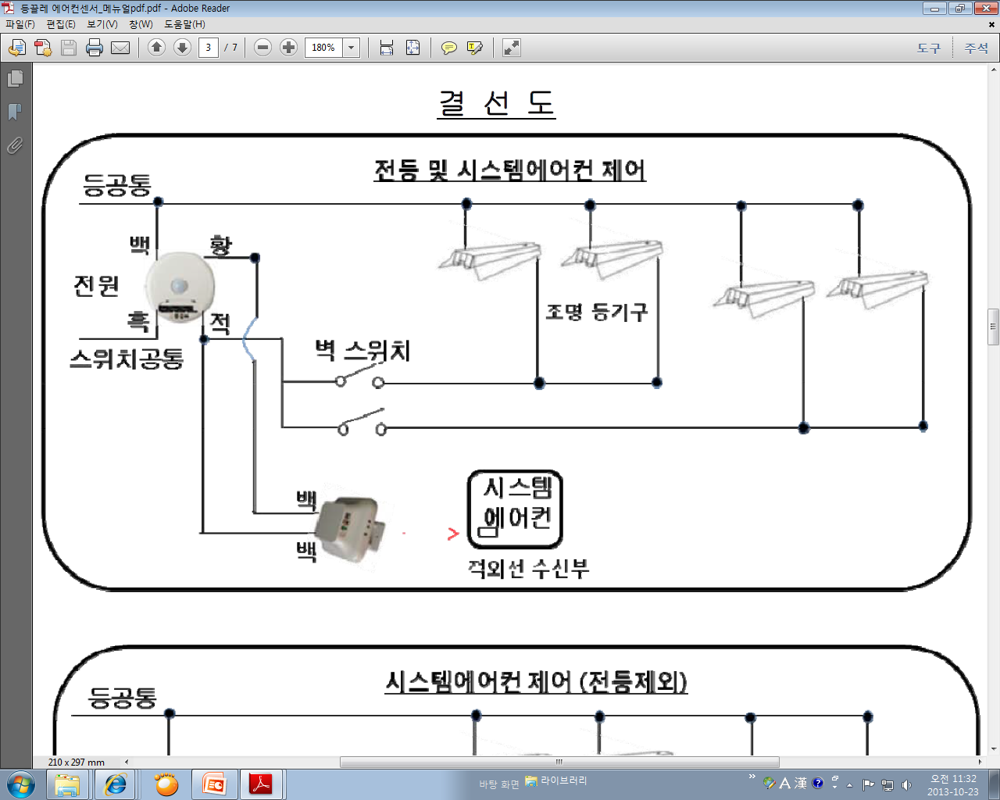 등끌레 에어컨센서_메뉴얼pdf.pdf - Adobe Reader
파일(F) 편집(E) 보기(V) 창(W) 도움말(H)
3 / 7 180% 도구 주석
결 선 도
전등 및 시스템에어컨 제어
등공통
백 황
전원
흑 적
조명 등기구
스위치공통
벽 스위치
시스템
에어컨
백
백
적외선 수신부
시스템에어컨 제어 (전등제외)
등공통
210 x 297 mm
바탕 화면 라이브러리
A 漢
오전 11:32
2013-10-23